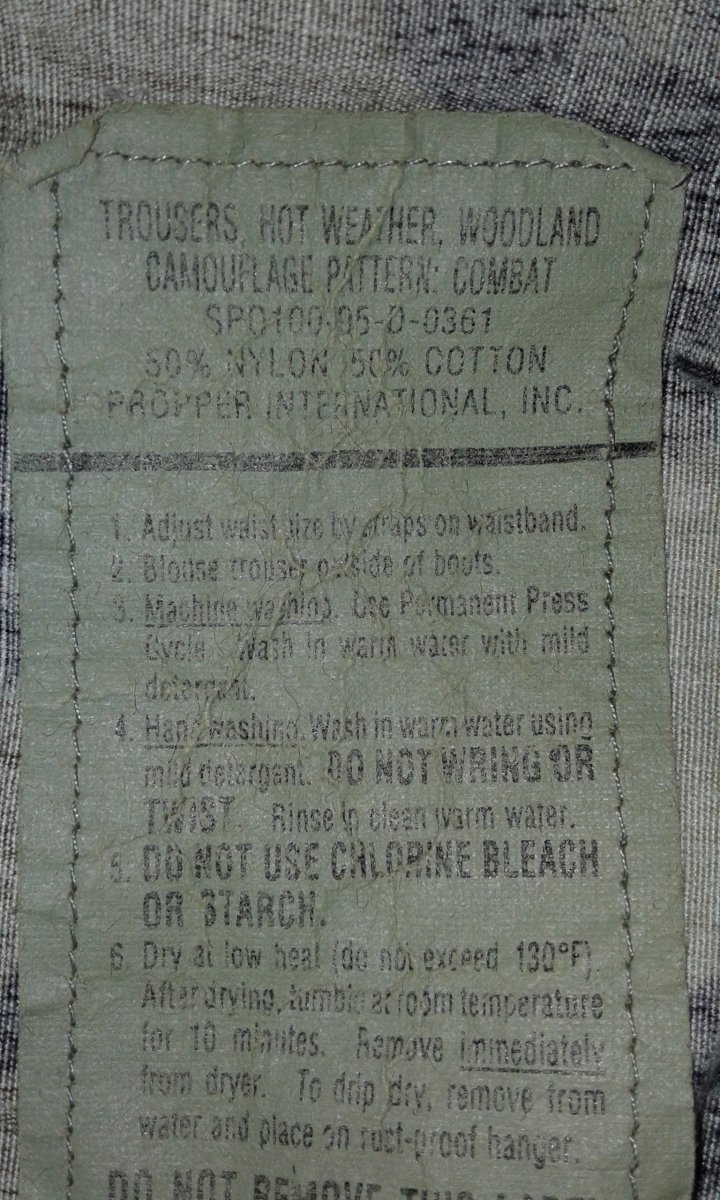 TROUSERS, HOT WEATHER, WOODLAND
CAMOUFLAGE PATTERN: COMBAT
SPO100-95-D-0361
50% NYLON 50% COTTON
PROPPER INTERNATIONAL, INC.
1. Adjust waist size by straps on waistband.
2. Blouse trouser outside of boots.
3. Machine washing. Use Permanent Press
Cycle. Wash in warm water with mild
detergent.
4. Hand washing. Wash in warm water using
mild detergent. DO NOT WRING OR
TWIST. Rinse in clean warm water.
5. DO NOT USE CHLORINE BLEACH
OR STARCH.
6. Dry at low heat (do not exceed 130°F).
After drying, tumble at room temperature
for 10 minutes. Remove immediately
from dryer. To drip dry, remove from
water and place on rust-proof hanger.
DO NOT REMOVE THIS LABEL